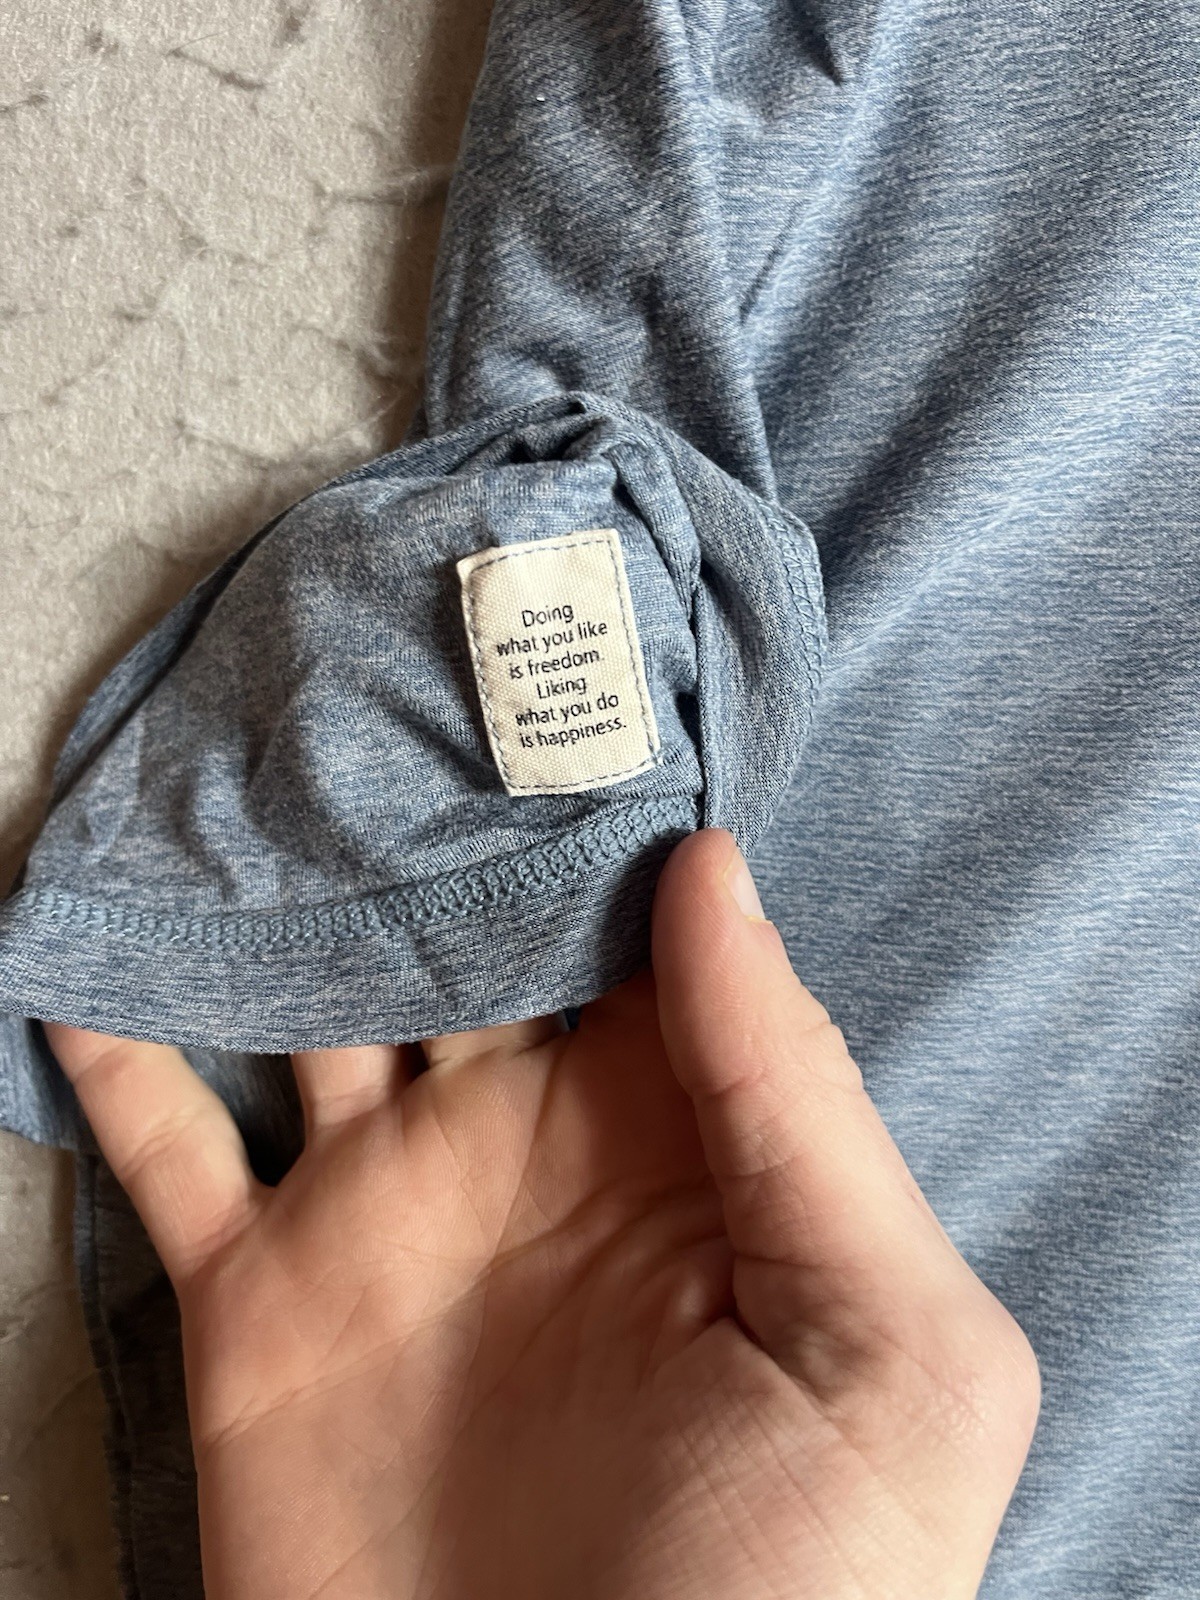 Doing
what you like
is freedom.
Liking
what you do
is happiness.